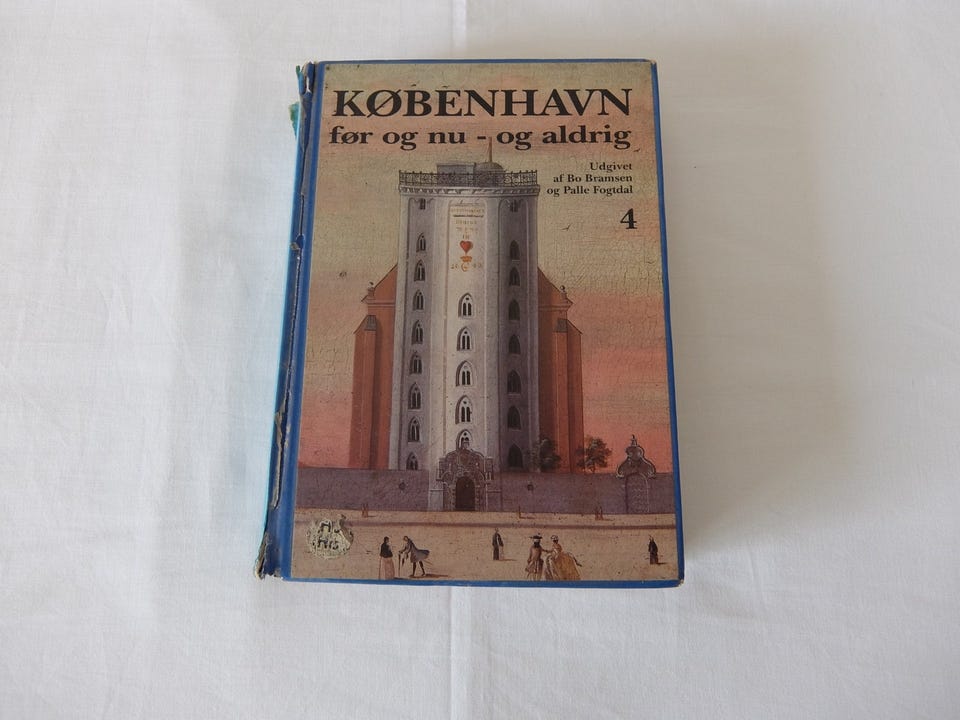 KØBENHAVN
før og nu - og aldrig
Udgivet
af Bo Bramsen
og Palle Fogtdal
4